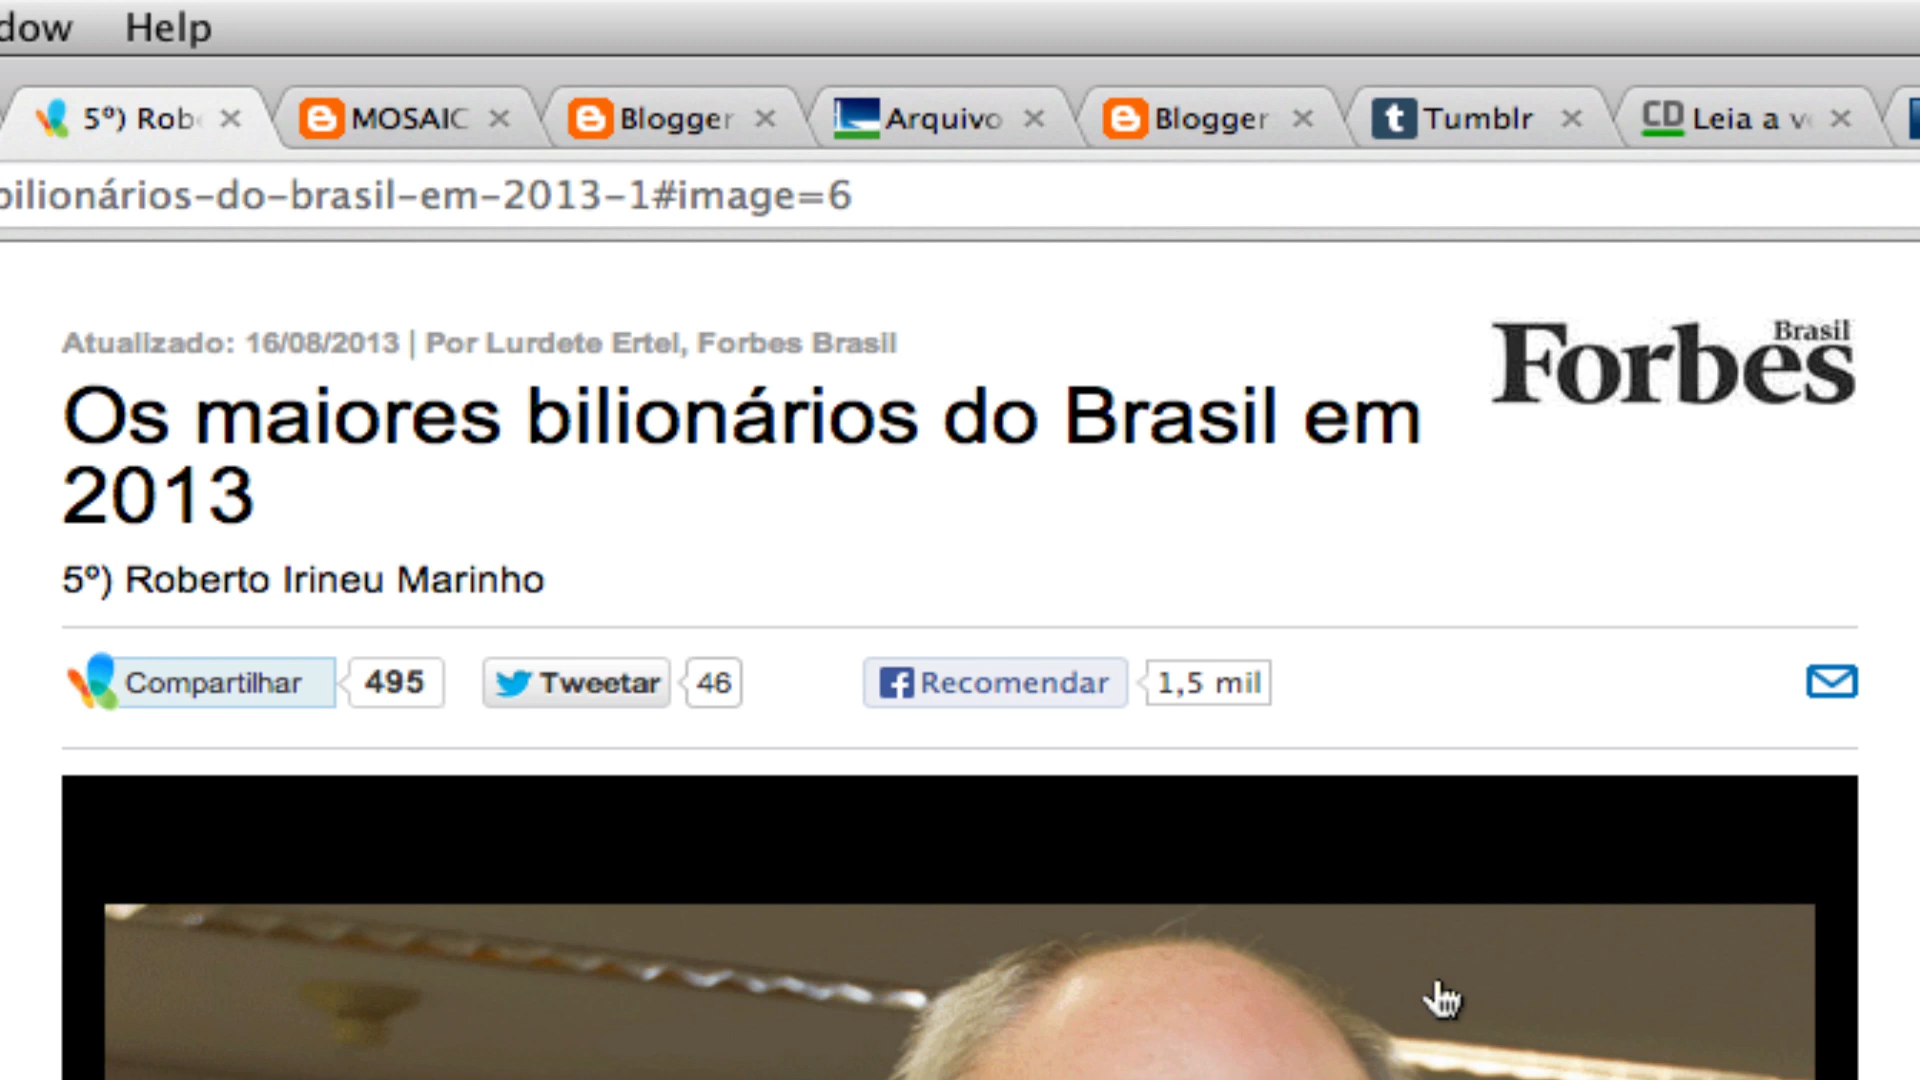 Help
5º) Rob
MOSAIC
Blogger
Arquivo
Blogger
Tumblr
CD
Leia a v
bilionários-do-brasil-em-2013-1#image=6
Atualizado: 16/08/2013 | Por Lurdete Ertel, Forbes Brasil
Forbes Brasil
Os maiores bilionários do Brasil em
2013
5º) Roberto Irineu Marinho
Compartilhar 495 Tweetar 46 Recomendar 1,5 mil